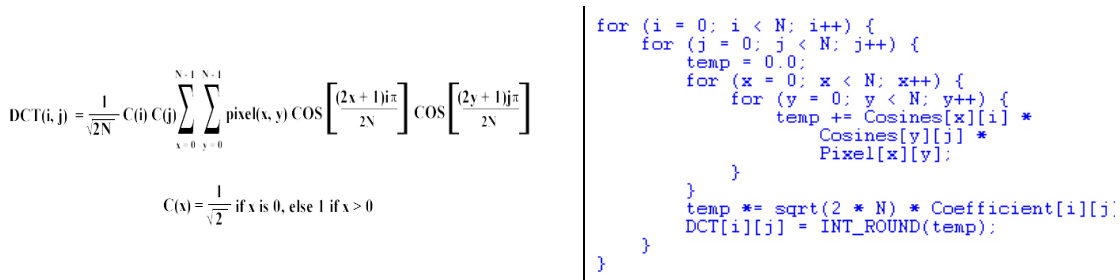 DCT(i, j) = 1/√2N C(i) C(j) N-1 ∑ x = 0 N-1 ∑ y = 0 pixel(x, y) COS [(2x + 1)iπ / 2N] COS [(2y + 1)jπ / 2N]
C(x) = 1/√2 if x is 0, else 1 if x > 0
for (i = 0; i < N; i++) {
for (j = 0; j < N; j++) {
temp = 0.0;
for (x = 0; x < N; x++) {
for (y = 0; y < N; y++) {
temp += Cosines[x][i] *
Cosines[y][j] *
Pixel[x][y];
}
}
temp *= sqrt(2 * N) * Coefficient[i][j]
DCT[i][j] = INT_ROUND(temp);
}
}